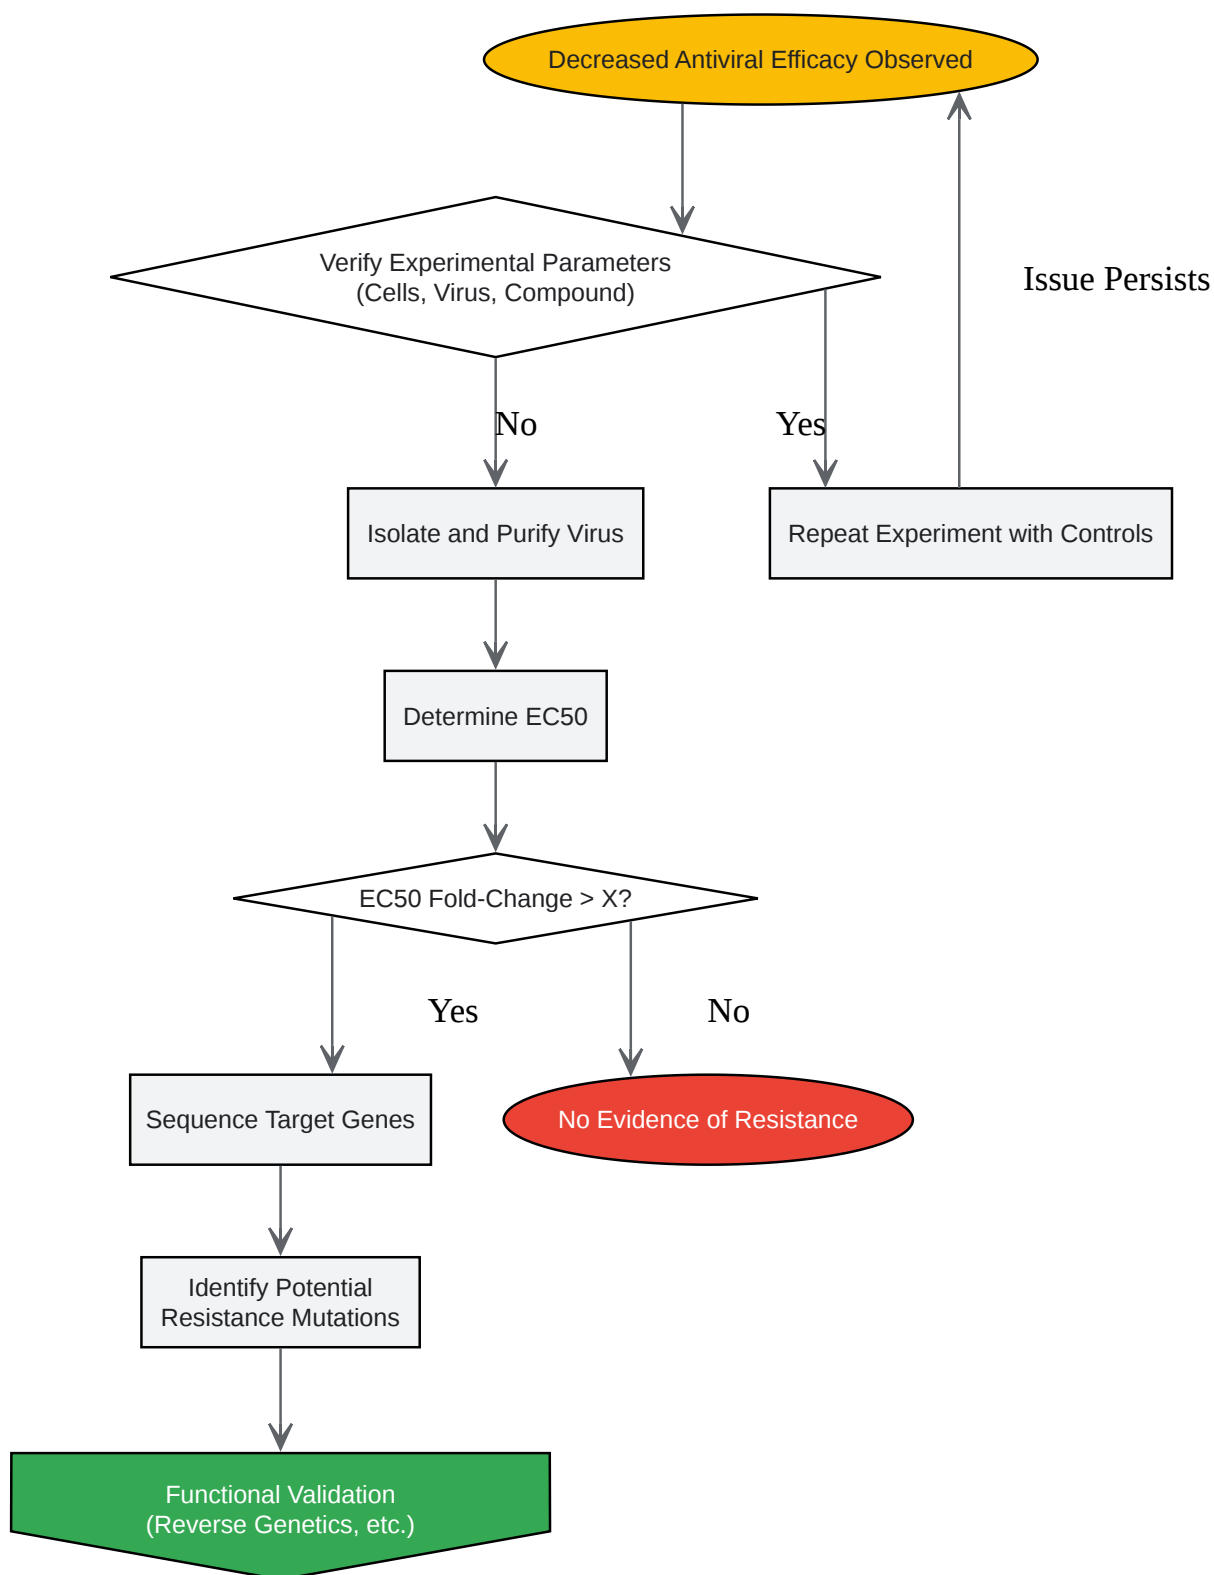 Decreased Antiviral Efficacy Observed
Verify Experimental Parameters
(Cells, Virus, Compound)
Issue Persists
No
Yes
Isolate and Purify Virus
Repeat Experiment with Controls
Determine EC50
EC50 Fold-Change > X?
Yes
No
Sequence Target Genes
No Evidence of Resistance
Identify Potential
Resistance Mutations
Functional Validation
(Reverse Genetics, etc.)